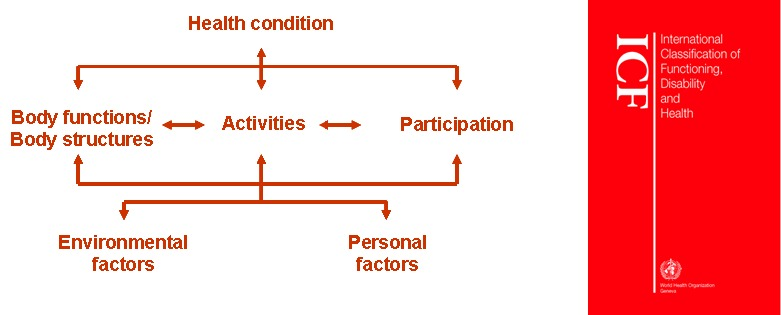 Health condition
Body functions/
Body structures
Activities
Participation
Environmental
factors
Personal
factors
ICF
International
Classification of
Functioning,
Disability
and
Health
World Health Organization
Geneva